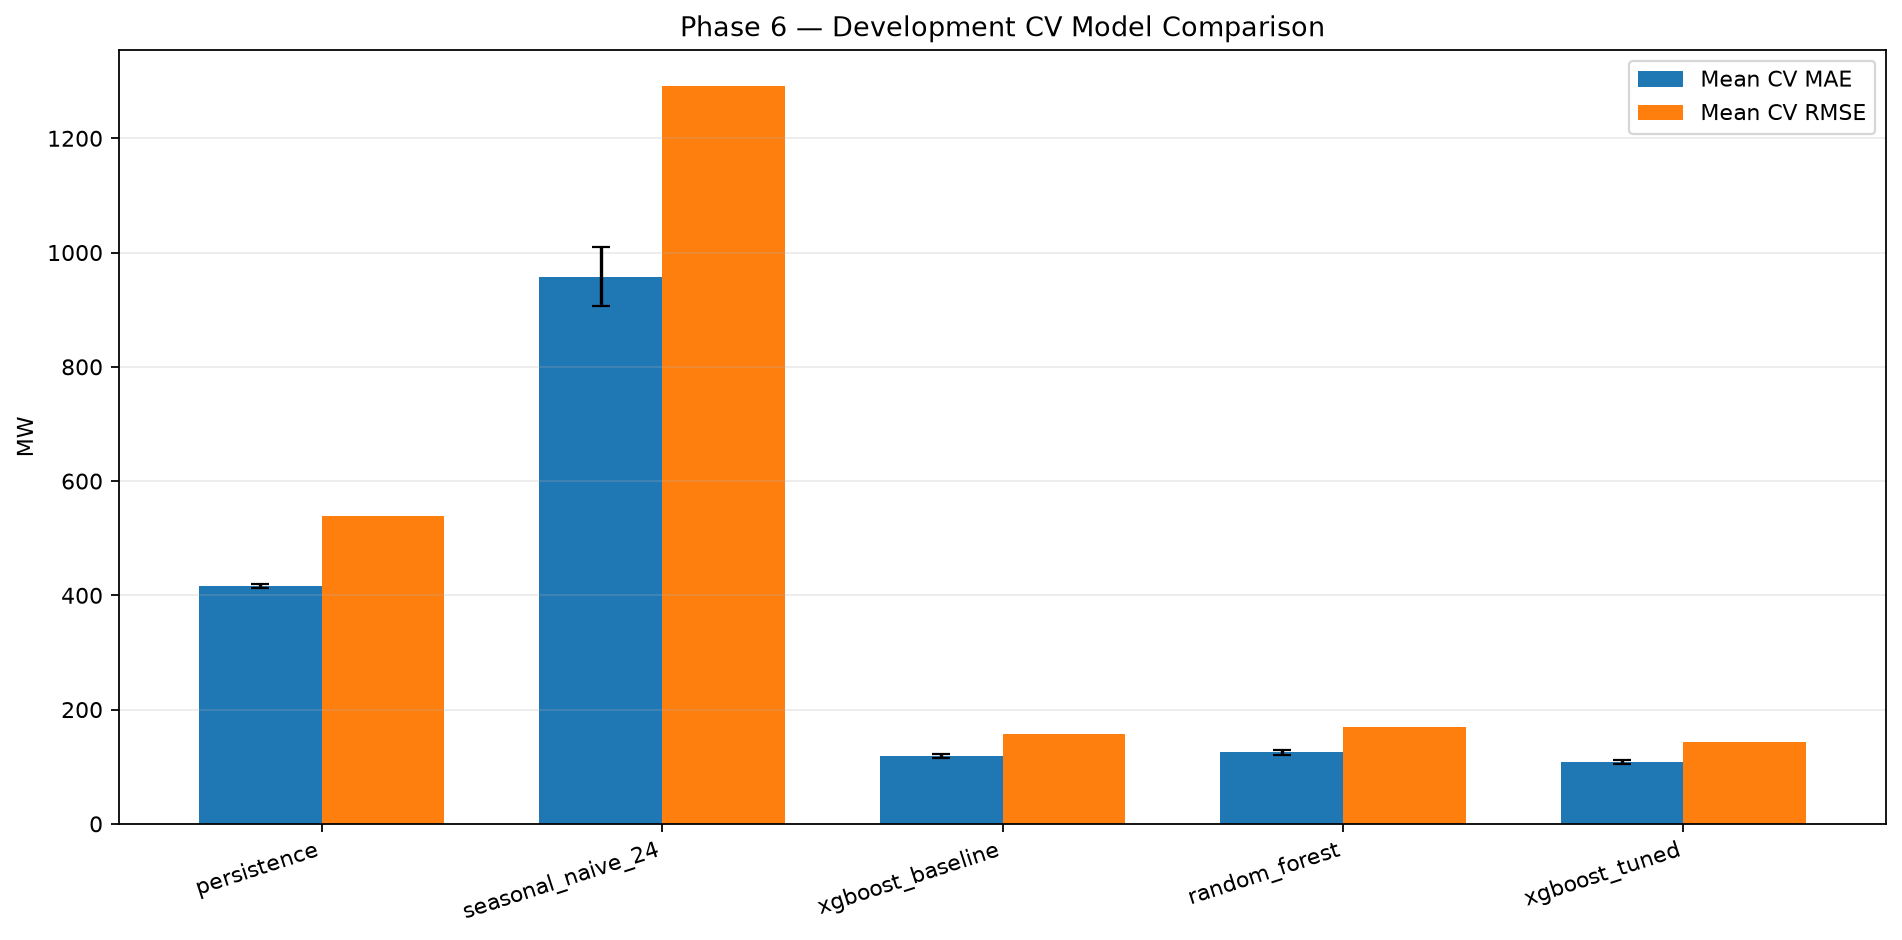 Phase 6 — Development CV Model Comparison
Mean CV MAE
Mean CV RMSE
MW
1200
1000
800
600
400
200
0
persistence
seasonal_naive_24
xgboost_baseline
random_forest
xgboost_tuned